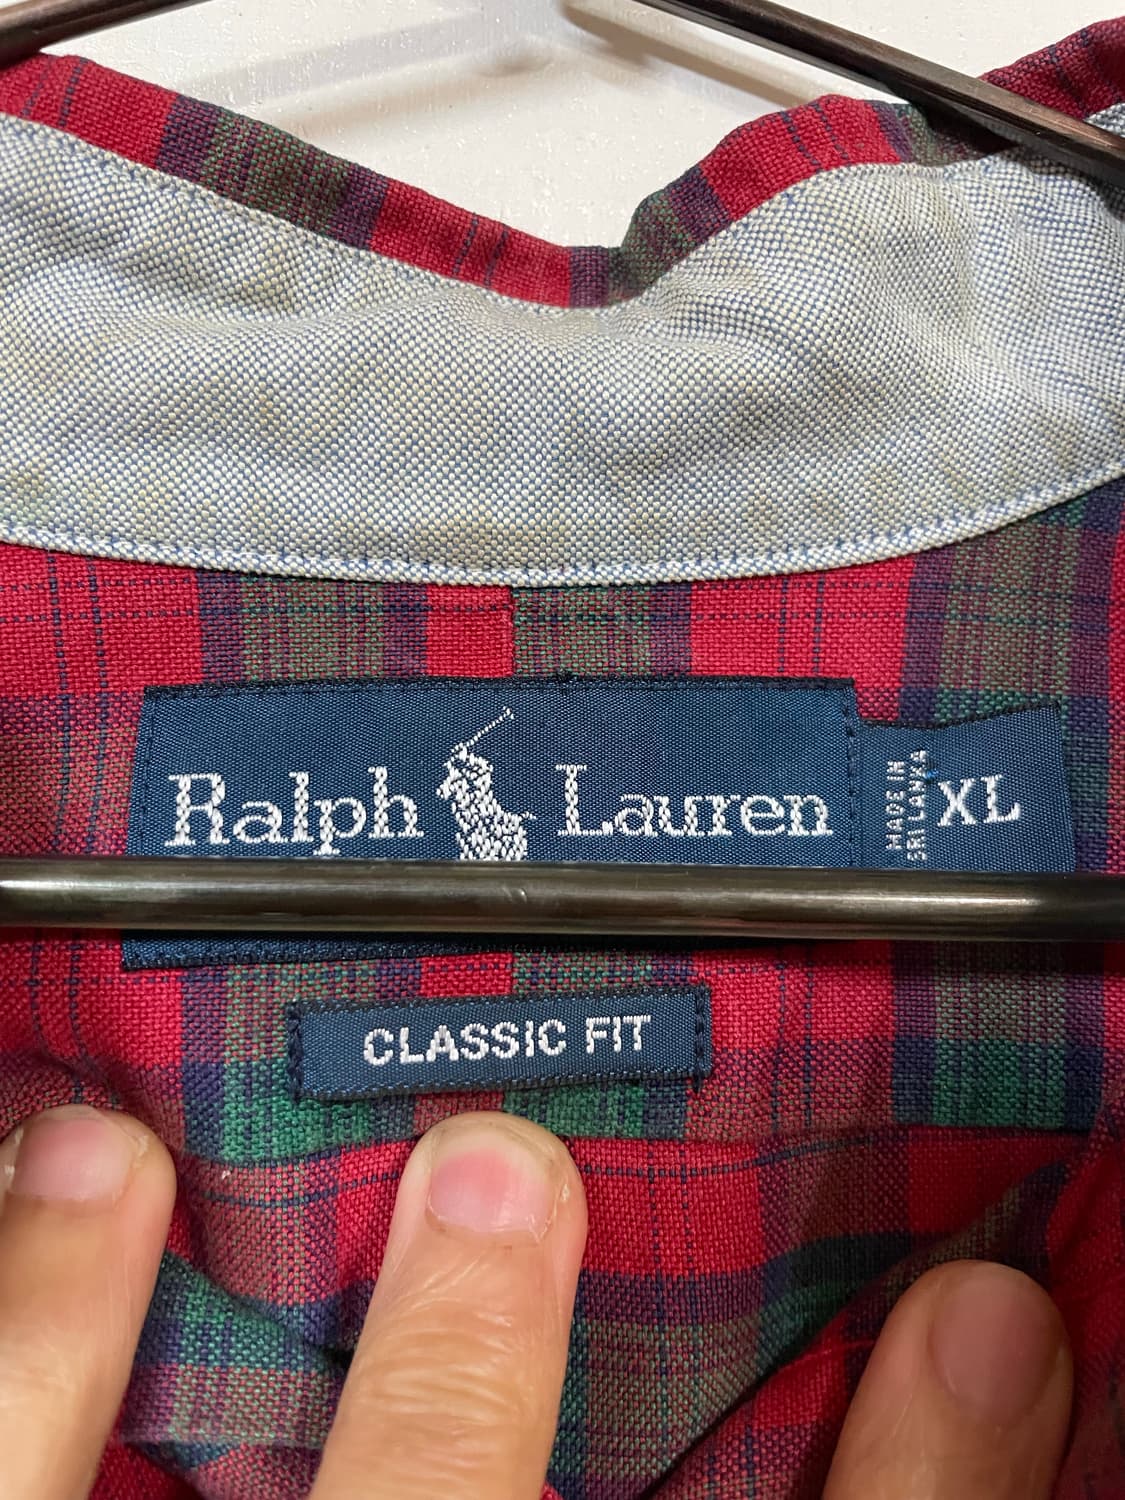 Ralph Lauren
MADE IN
SRI LANKA
XL
CLASSIC FIT